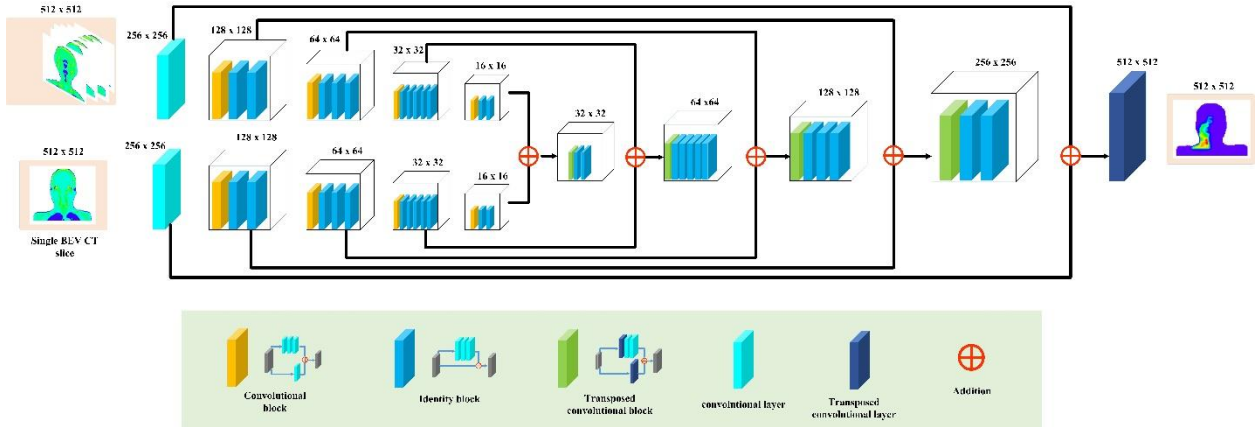 512 x 512
256 x 256
128 x 128
64 x 64
32 x 32
16 x 16
32 x 32
64 x64
128 x 128
256 x 256
512 x 512
512 x 512
512 x 512
256 x 256
128 x 128
64 x 64
32 x 32
16 x 16
Single BEV CT
slice
Convolutional
block
Identity block
Transposed
convolutional block
convolutional layer
Transposed
convolutional layer
Addition